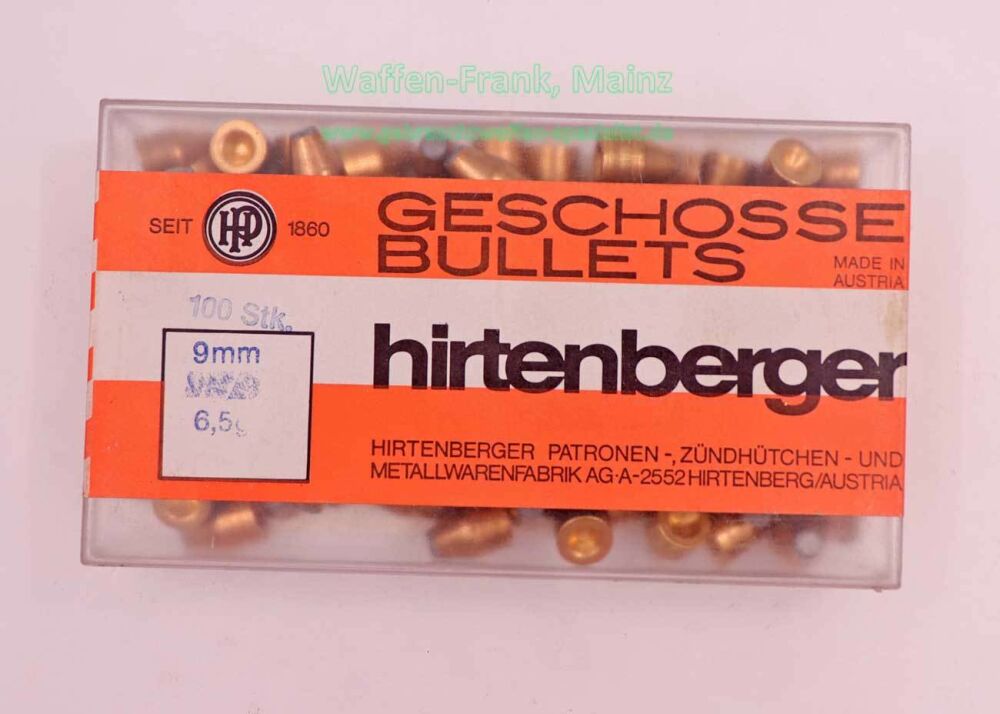 Waffen-Frank, Mainz
SEIT HP 1860
GESCHOSSE
BULLETS
MADE IN
AUSTRIA
100 Stk.
9mm
6,5g
hirtenberger
HIRTENBERGER PATRONEN-, ZÜNDHÜTCHEN- UND
METALLWARENFABRIK AG·A-2552 HIRTENBERG/AUSTRIA